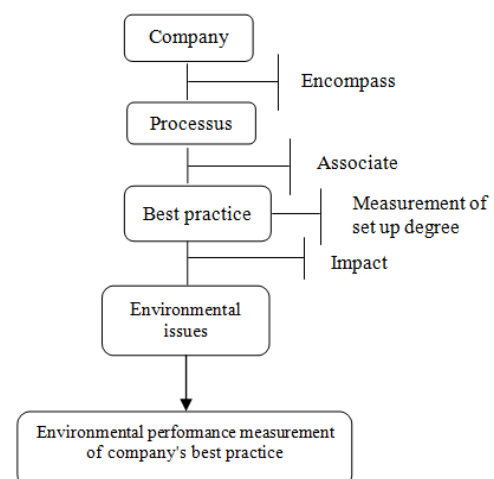 Company
Encompass
Processus
Associate
Best practice
Measurement of
set up degree
Impact
Environmental
issues
Environmental performance measurement
of company's best practice